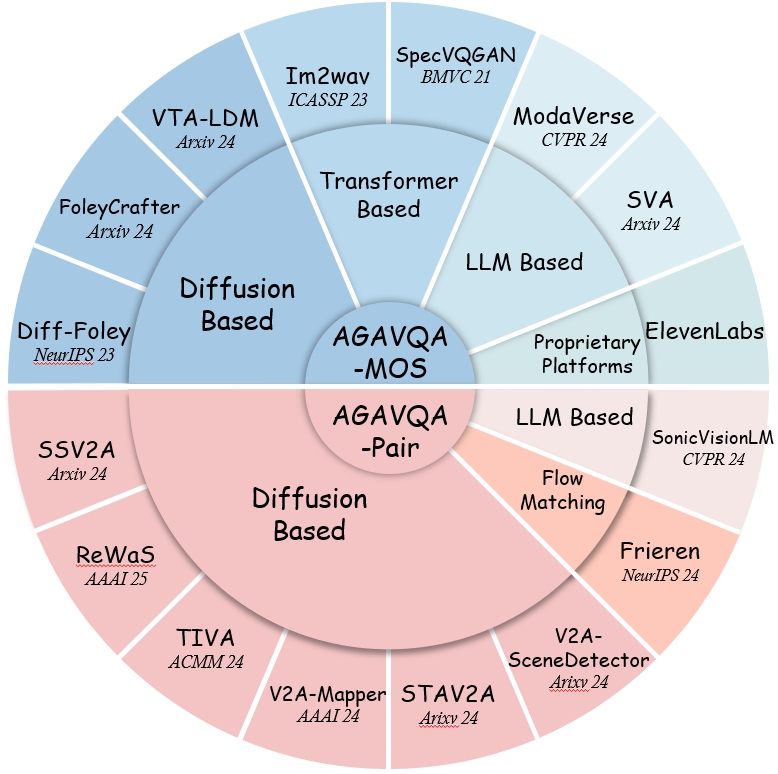 SpecVQGAN
BMVC 21
Im2wav
ICASSP 23
ModaVerse
CVPR 24
VTA-LDM
Arxiv 24
Transformer
Based
SVA
Arxiv 24
FoleyCrafter
Arxiv 24
LLM Based
Diffusion
Based
Diff-Foley
NeurIPS 23
AGAVQA
-MOS
Proprietary
Platforms
ElevenLabs
AGAVQA
-Pair
LLM Based
SonicVisionLM
CVPR 24
SSV2A
Arxiv 24
Diffusion
Based
Flow
Matching
ReWaS
AAAI 25
Frieren
NeurIPS 24
TIVA
ACMM 24
V2A-Mapper
AAAI 24
STAV2A
Arixv 24
V2A-
SceneDetector
Arixv 24